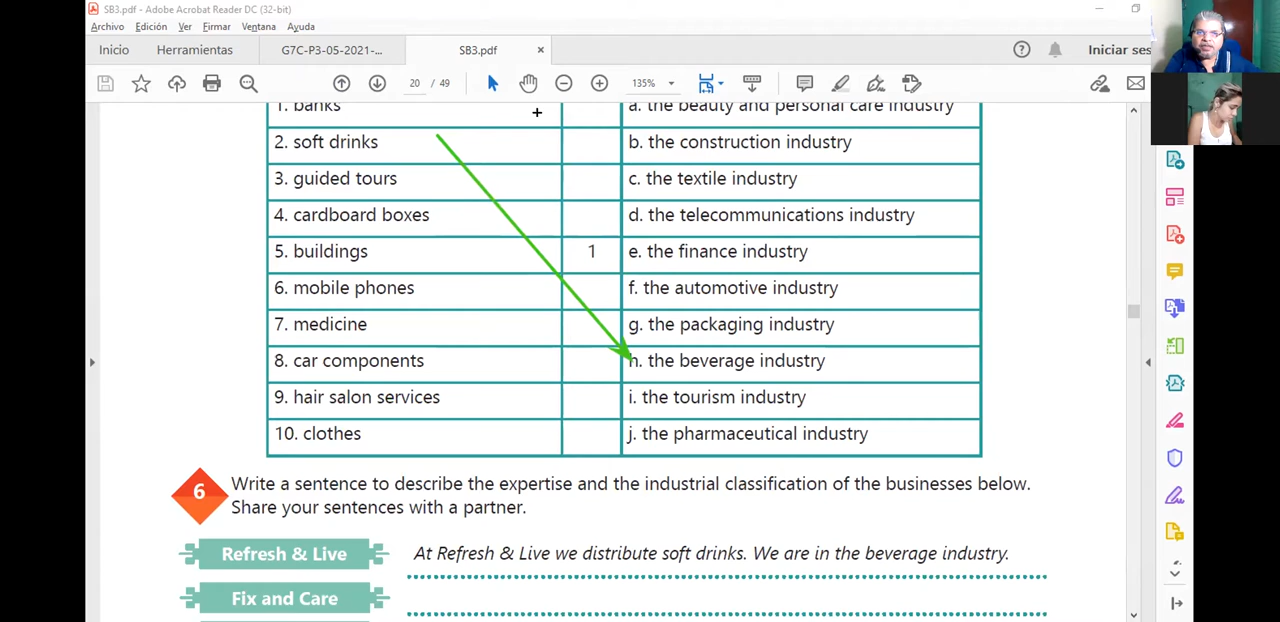 SB3.pdf - Adobe Acrobat Reader DC (32-bit)
Archivo Edición Ver Firmar Ventana Ayuda
Inicio Herramientas G7C-P3-05-2021-... SB3.pdf × Iniciar ses
20 / 49 135%
1. banks a. the beauty and personal care industry
2. soft drinks b. the construction industry
3. guided tours c. the textile industry
4. cardboard boxes d. the telecommunications industry
5. buildings 1 e. the finance industry
6. mobile phones f. the automotive industry
7. medicine g. the packaging industry
8. car components h. the beverage industry
9. hair salon services i. the tourism industry
10. clothes j. the pharmaceutical industry
6 Write a sentence to describe the expertise and the industrial classification of the businesses below.
Share your sentences with a partner.
Refresh & Live At Refresh & Live we distribute soft drinks. We are in the beverage industry.
Fix and Care